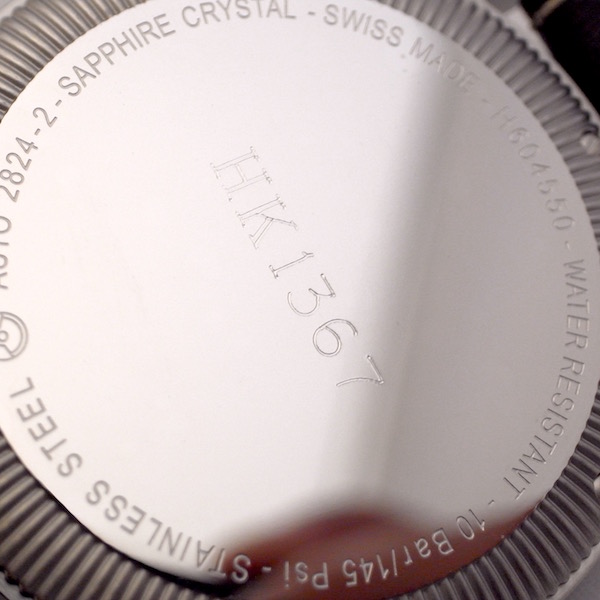 AUTO 2824-2 - SAPPHIRE CRYSTAL - SWISS MADE - H604550 - WATER RESISTANT - 10 Bar/145 Psi - STAINLESS STEEL
HK1367